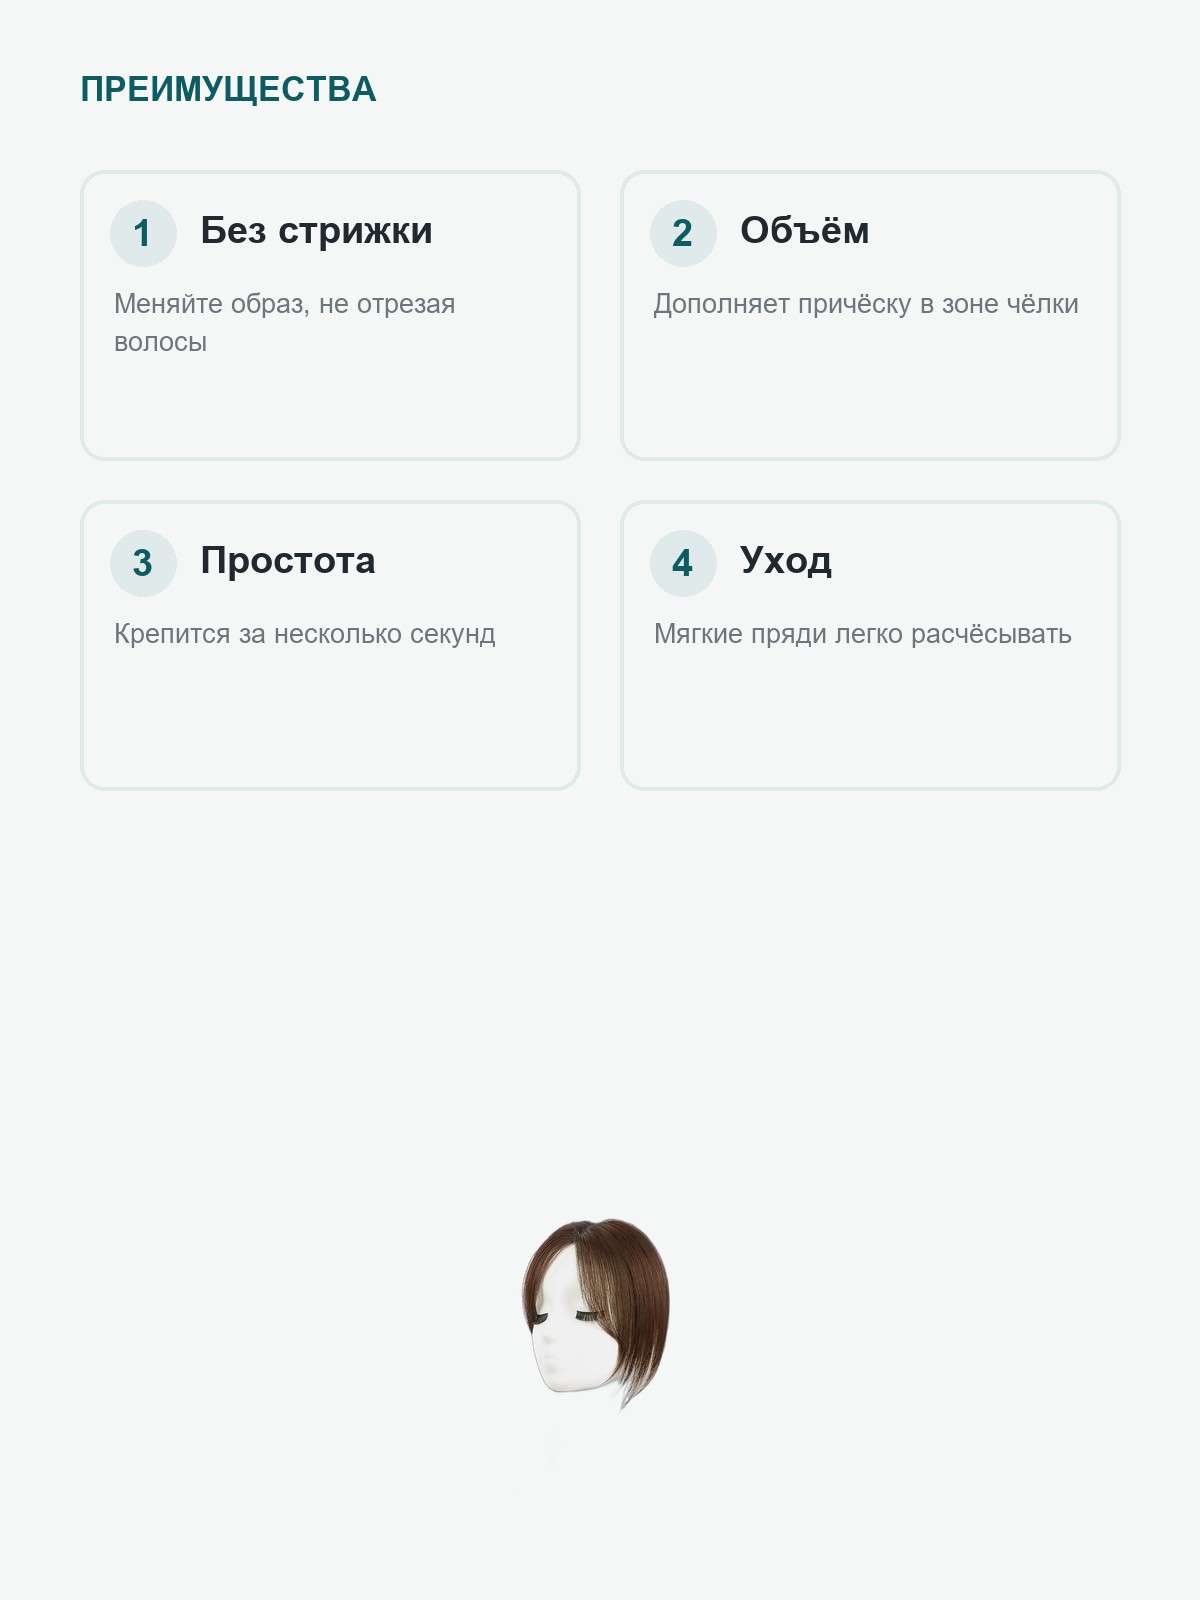 ПРЕИМУЩЕСТВА
1 Без стрижки
Меняйте образ, не отрезая
волосы
2 Объём
Дополняет причёску в зоне чёлки
3 Простота
Крепится за несколько секунд
4 Уход
Мягкие пряди легко расчёсывать